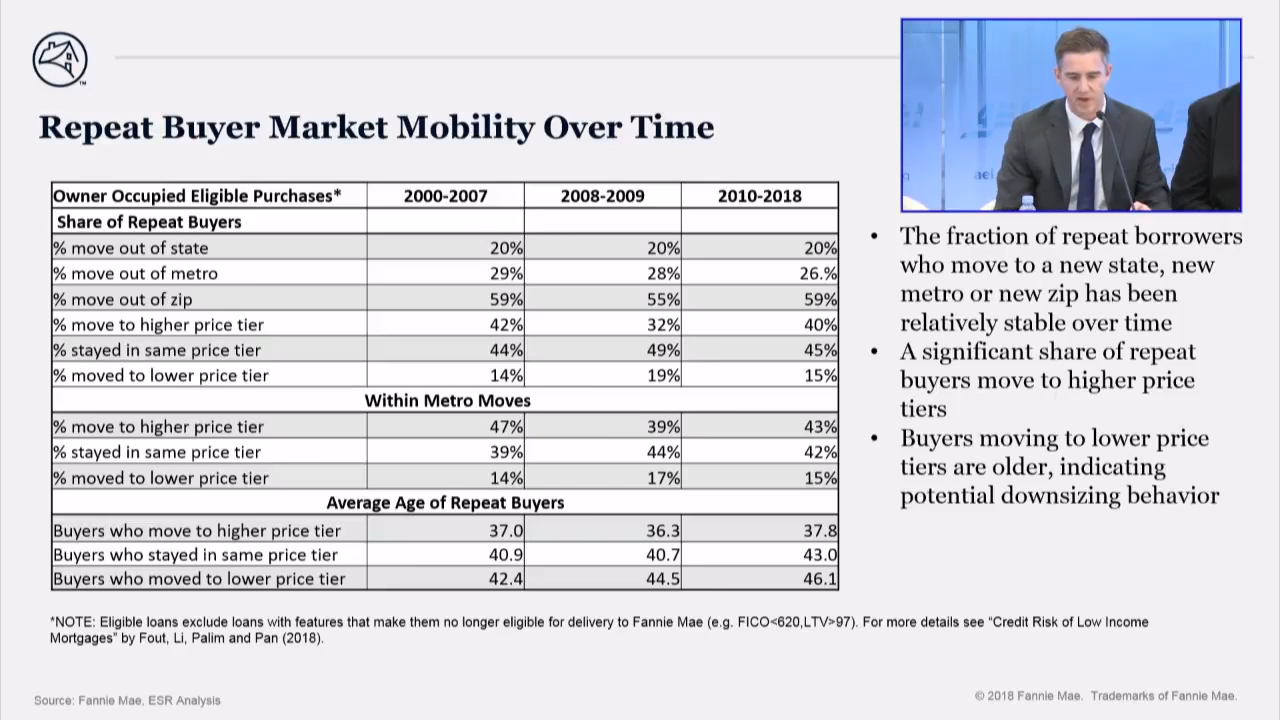 Repeat Buyer Market Mobility Over Time
Owner Occupied Eligible Purchases* 2000-2007 2008-2009 2010-2018
Share of Repeat Buyers
% move out of state 20% 20% 20%
% move out of metro 29% 28% 26.%
% move out of zip 59% 55% 59%
% move to higher price tier 42% 32% 40%
% stayed in same price tier 44% 49% 45%
% moved to lower price tier 14% 19% 15%
Within Metro Moves
% move to higher price tier 47% 39% 43%
% stayed in same price tier 39% 44% 42%
% moved to lower price tier 14% 17% 15%
Average Age of Repeat Buyers
Buyers who move to higher price tier 37.0 36.3 37.8
Buyers who stayed in same price tier 40.9 40.7 43.0
Buyers who moved to lower price tier 42.4 44.5 46.1
• The fraction of repeat borrowers
who move to a new state, new
metro or new zip has been
relatively stable over time
• A significant share of repeat
buyers move to higher price
tiers
• Buyers moving to lower price
tiers are older, indicating
potential downsizing behavior
*NOTE: Eligible loans exclude loans with features that make them no longer eligible for delivery to Fannie Mae (e.g. FICO<620,LTV>97). For more details see “Credit Risk of Low Income
Mortgages” by Fout, Li, Palim and Pan (2018).
Source: Fannie Mae, ESR Analysis
© 2018 Fannie Mae. Trademarks of Fannie Mae.